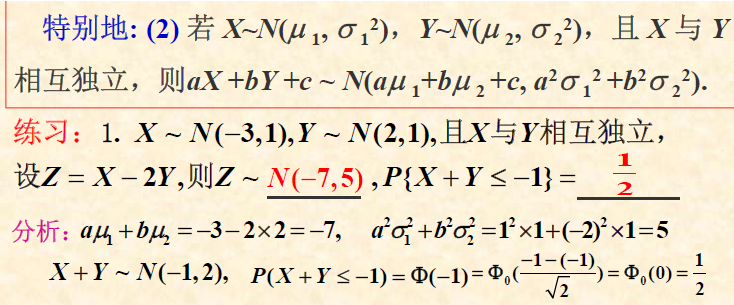 特别地: (2) 若 X~N(μ₁, σ₁²), Y~N(μ₂, σ₂²), 且 X 与 Y
相互独立, 则aX +bY +c ~ N(aμ₁+bμ₂ +c, a²σ₁²+b²σ₂²).
练习: 1. X ~ N(−3,1),Y ~ N(2,1),且X与Y相互独立,
设Z = X − 2Y,则Z ~ N(−7,5) ,P{X + Y ≤ −1} = 1/2
分析: aμ₁ + bμ₂ = −3−2×2 = −7, a²σ₁² + b²σ₂² = 1²×1+(−2)²×1=5
X + Y ~ N(−1,2), P(X + Y ≤ −1) = Φ(−1) = Φ₀((−1−(−1))/√2) = Φ₀(0) = 1/2